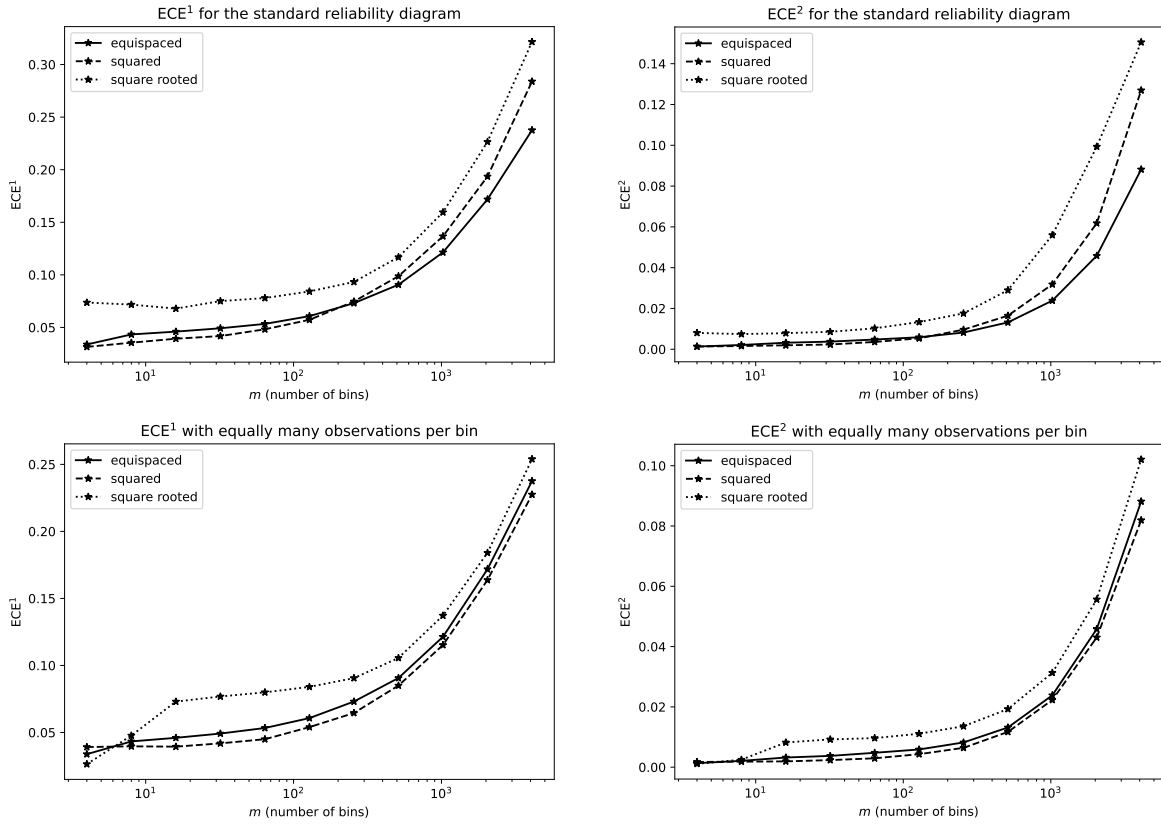 ECE¹ for the standard reliability diagram
equispaced
squared
square rooted
0.30
0.25
0.20
0.15
0.10
0.05
ECE¹
10¹ 10² 10³
m (number of bins)
ECE² for the standard reliability diagram
equispaced
squared
square rooted
0.14
0.12
0.10
0.08
0.06
0.04
0.02
0.00
ECE²
10¹ 10² 10³
m (number of bins)
ECE¹ with equally many observations per bin
equispaced
squared
square rooted
0.25
0.20
0.15
0.10
0.05
ECE¹
10¹ 10² 10³
m (number of bins)
ECE² with equally many observations per bin
equispaced
squared
square rooted
0.10
0.08
0.06
0.04
0.02
0.00
ECE²
10¹ 10² 10³
m (number of bins)